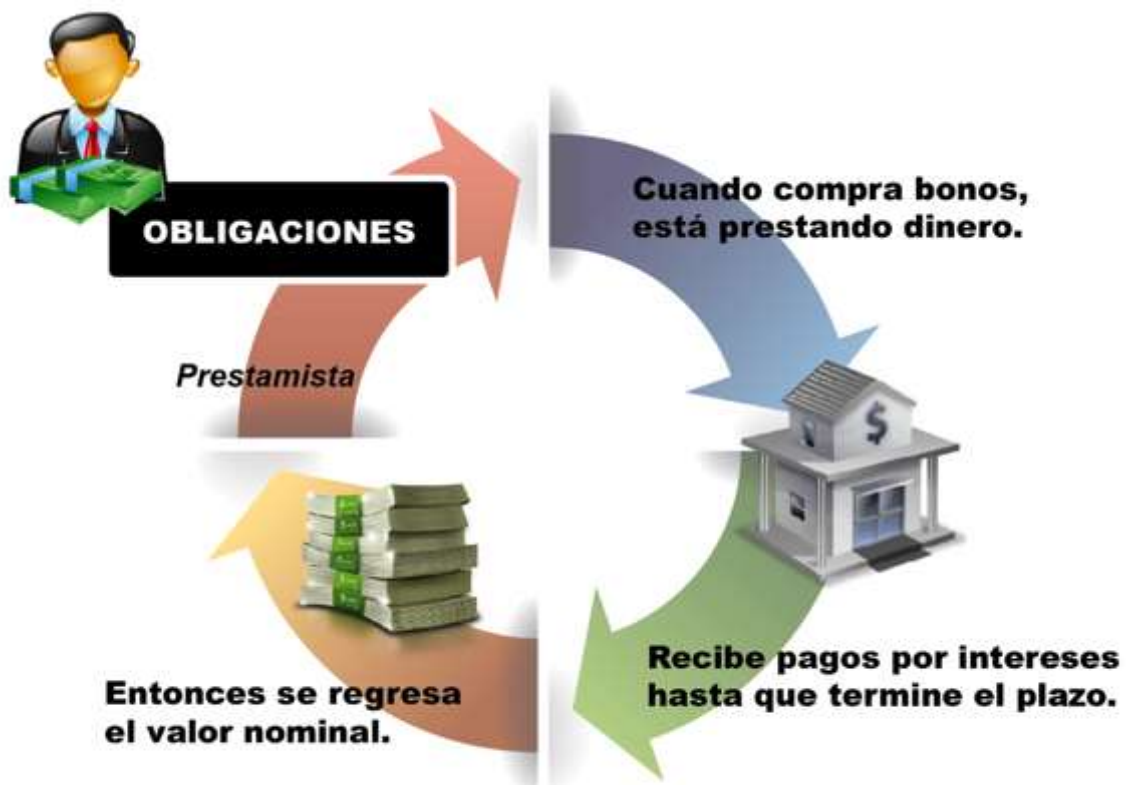 OBLIGACIONES
Prestamista
Cuando compra bonos,
está prestando dinero.
$
Recibe pagos por intereses
hasta que termine el plazo.
Entonces se regresa
el valor nominal.